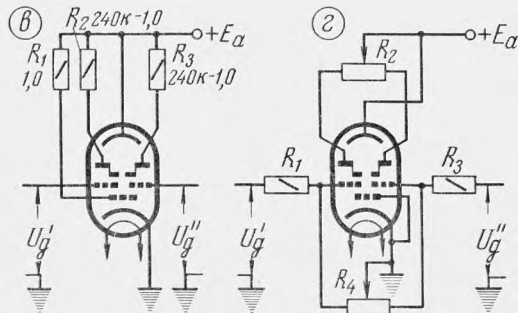 в
R₁
1,0
R₂ 240к-1,0
R₃
240к-1,0
+Eₐ
U′g
U″g
г
R₂
+Eₐ
R₁
R₃
U′g
U″g
R₄